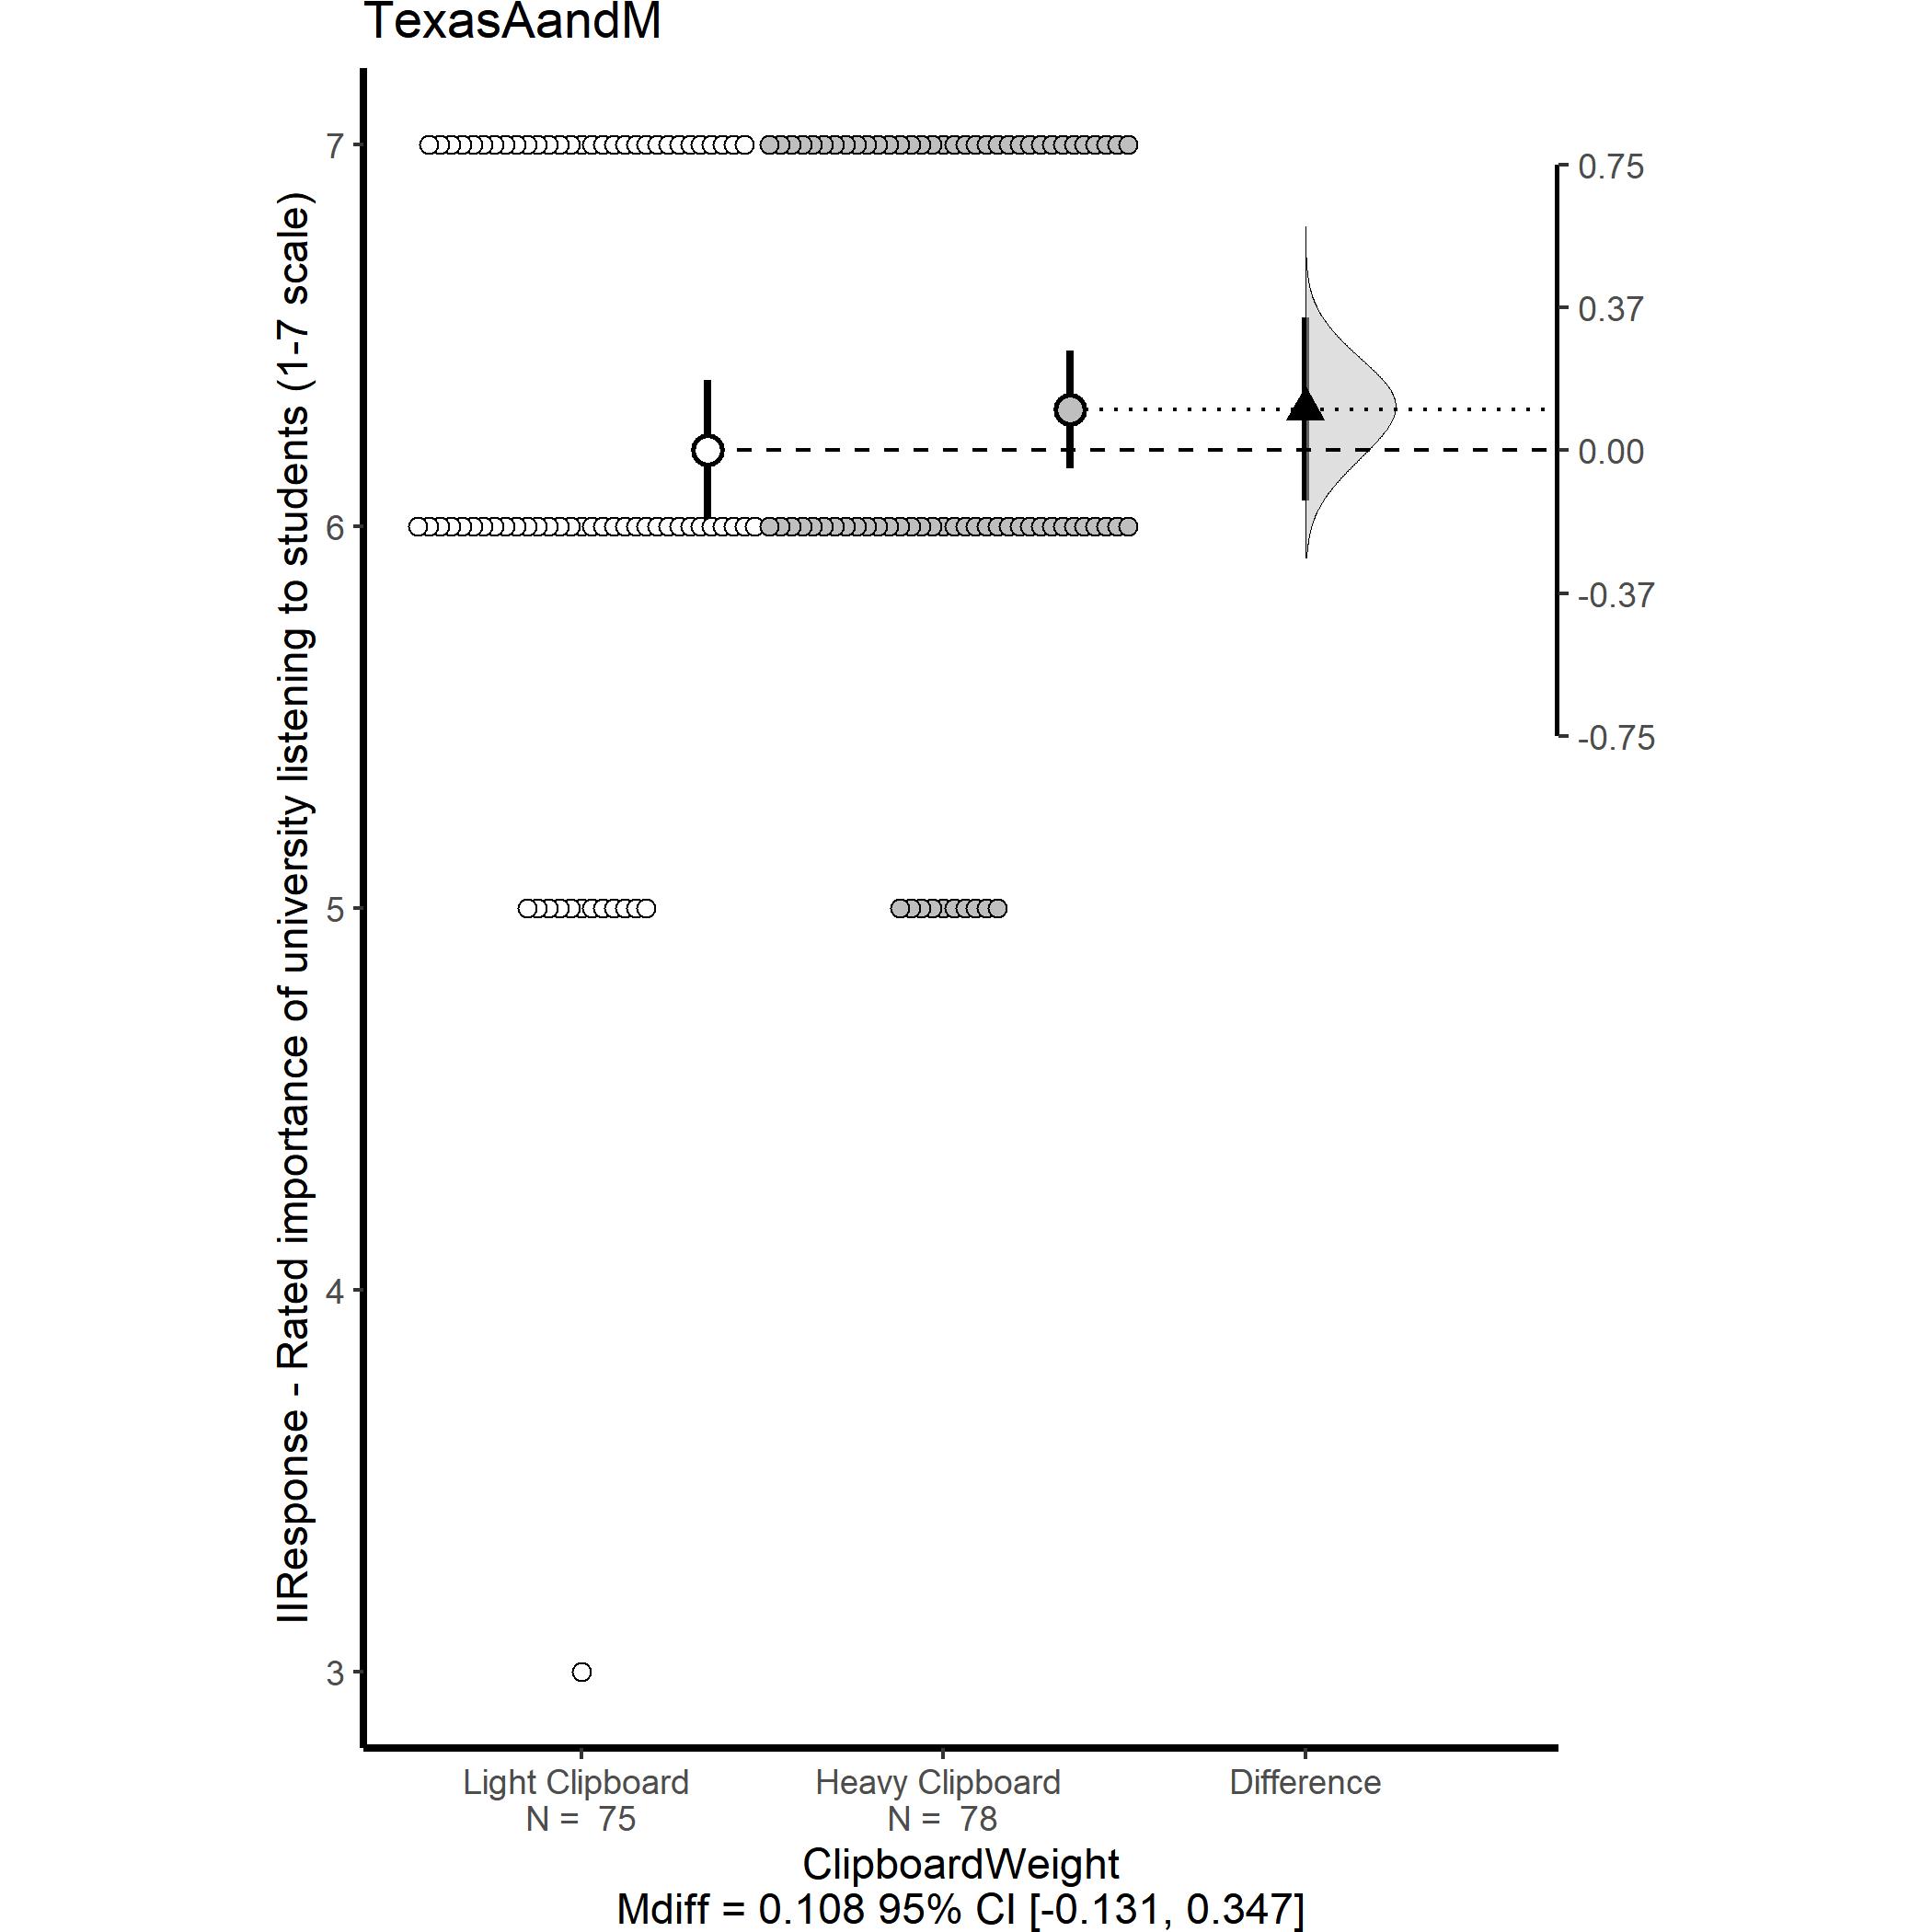 TexasAandM
IIResponse - Rated importance of university listening to students (1-7 scale)
7
6
5
4
3
0.75
0.37
0.00
-0.37
-0.75
Light Clipboard
N = 75
Heavy Clipboard
N = 78
Difference
ClipboardWeight
Mdiff = 0.108 95% CI [-0.131, 0.347]